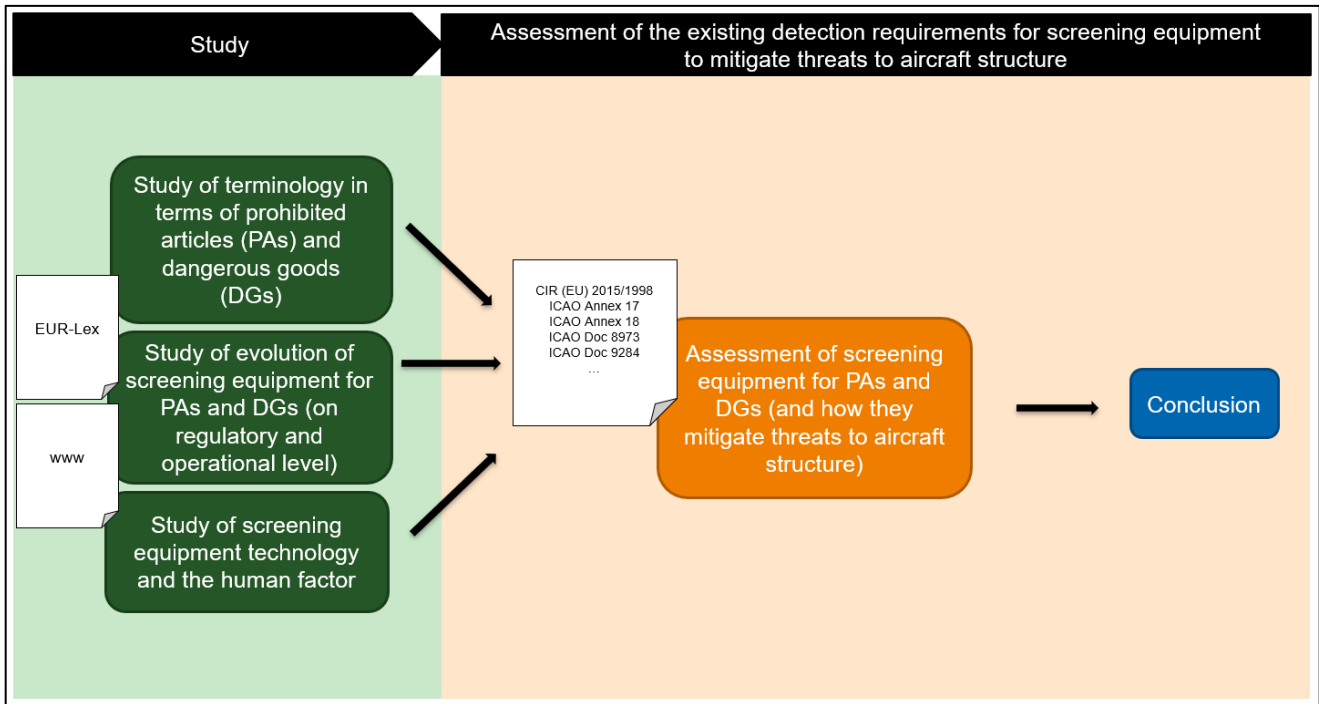 Study
Assessment of the existing detection requirements for screening equipment
to mitigate threats to aircraft structure
Study of terminology in
terms of prohibited
articles (PAs) and
dangerous goods
(DGs)
EUR-Lex
Study of evolution of
screening equipment for
PAs and DGs (on
regulatory and
operational level)
www
Study of screening
equipment technology
and the human factor
CIR (EU) 2015/1998
ICAO Annex 17
ICAO Annex 18
ICAO Doc 8973
ICAO Doc 9284
...
Assessment of screening
equipment for PAs and
DGs (and how they
mitigate threats to aircraft
structure)
Conclusion